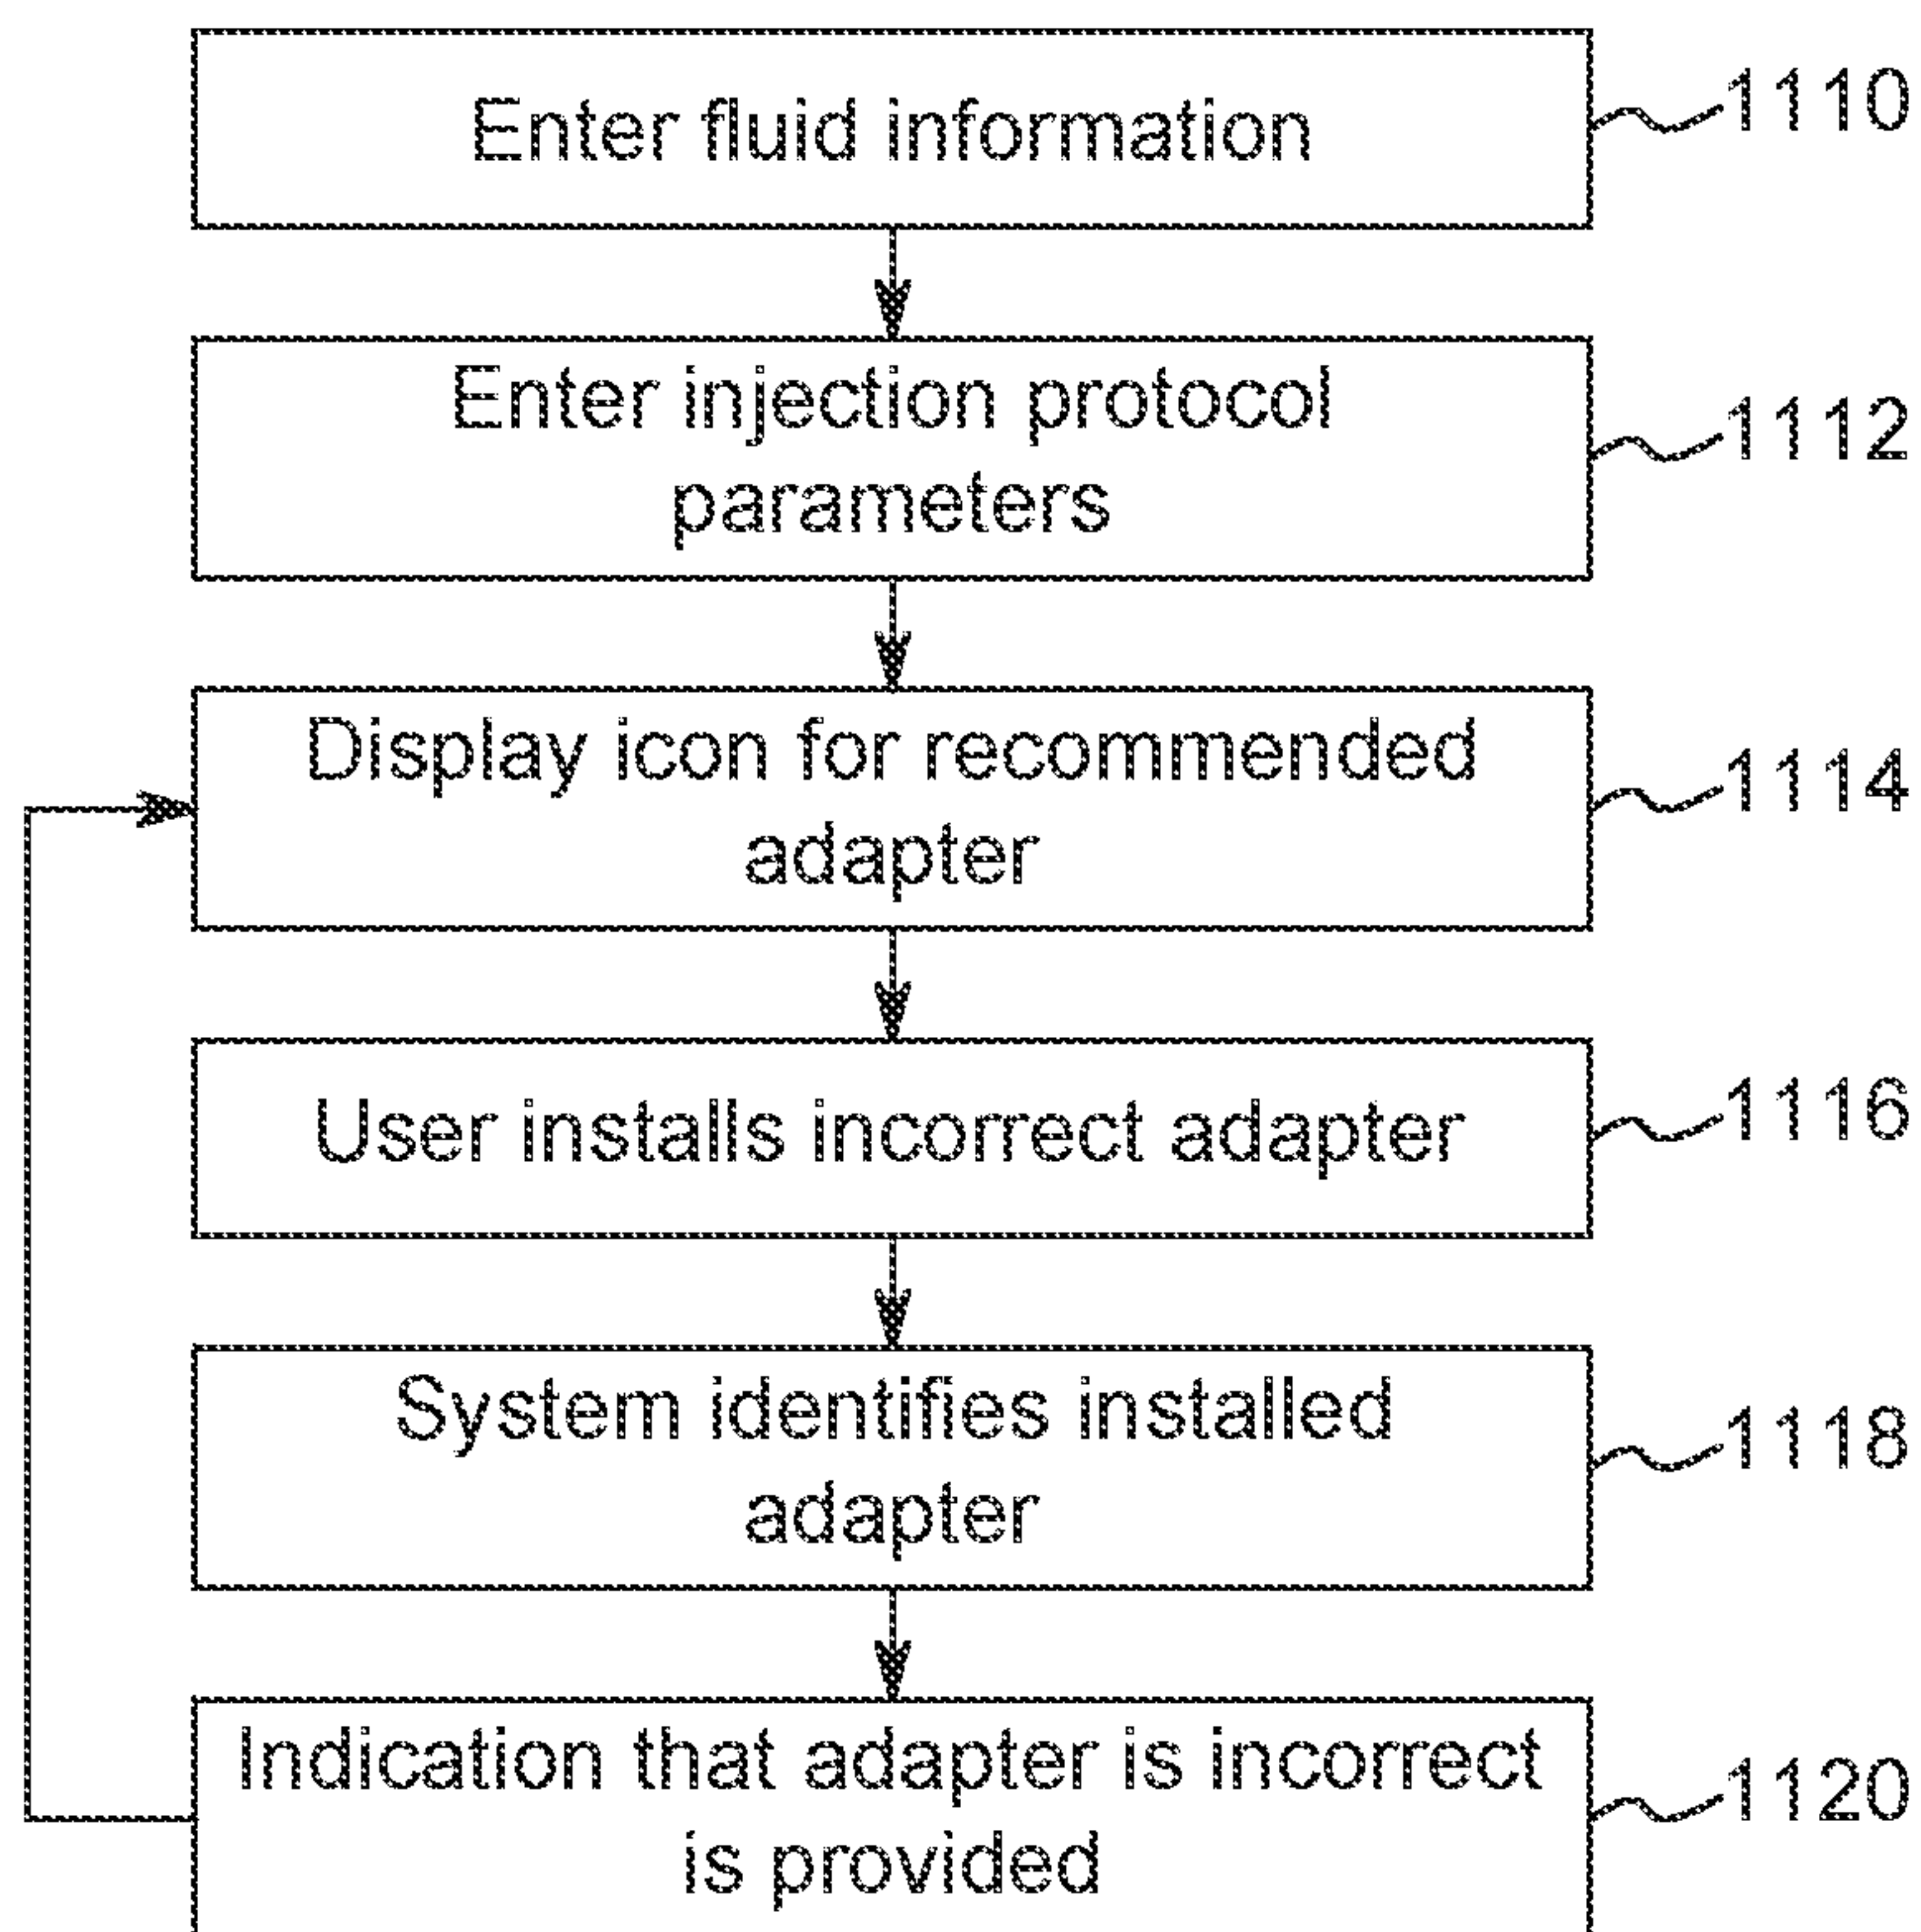 Enter fluid information
1110
Enter injection protocol
parameters
1112
Display icon for recommended
adapter
1114
User installs incorrect adapter
1116
System identifies installed
adapter
1118
Indication that adapter is incorrect
is provided
1120